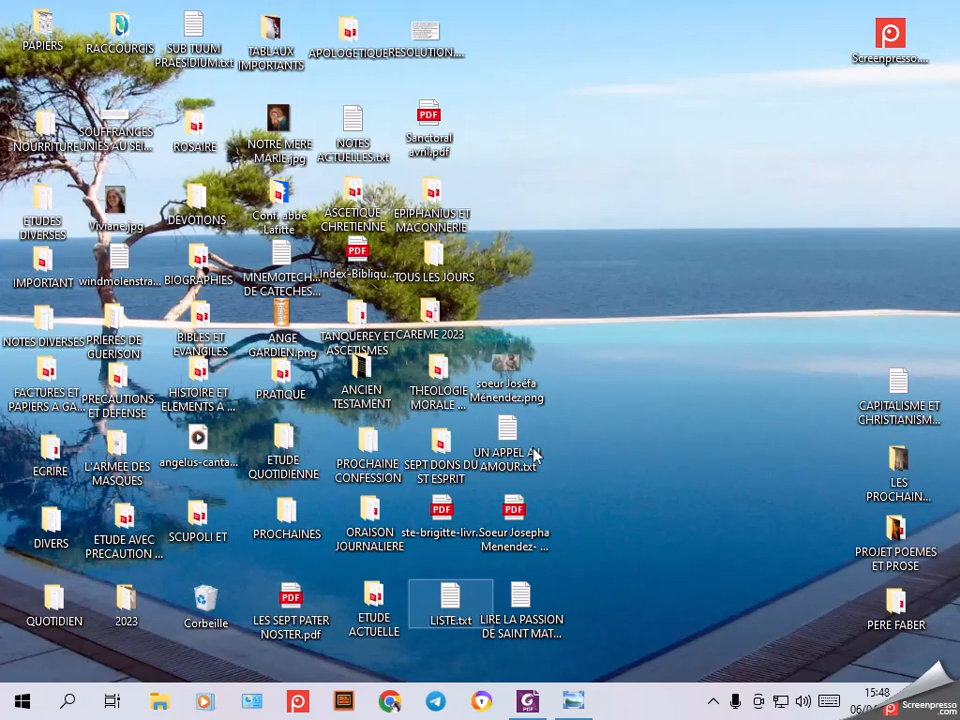 PAPIERS
RACCOURCIS
SUB TUUM
PRAESIDIUM.txt
TABLAUX
IMPORTANTS
APOLOGETIQUE
RESOLUTION....
Screenpresso....
NOURRITURE
SOUFFRANCES
UNIES AU SEI...
ROSAIRE
NOTRE MERE
MARIE.jpg
NOTES
ACTUELLES.txt
Sanctoral
avril.pdf
ETUDES
DIVERSES
Viviane.jpg
DEVOTIONS
Conf abbe
Lafitte
ASCETIQUE
CHRETIENNE
EPIPHANIUS ET
MACONNERIE
IMPORTANT
windmolenstra...
BIOGRAPHIES
MNEMOTECH...
DE CATECHES...
Index-Bibliqu...
TOUS LES JOURS
NOTES DIVERSES
PRIERES DE
GUERISON
BIBLES ET
EVANGILES
ANGE
GARDIEN.png
TANQUEREY ET
ASCETISMES
CAREME 2023
FACTURES ET
PAPIERS A GA...
PRECAUTIONS
ET DEFENSE
HISTOIRE ET
ELEMENTS A ...
PRATIQUE
ANCIEN
TESTAMENT
THEOLOGIE
MORALE ...
soeur Joséfa
Ménendez.png
CAPITALISME ET
CHRISTIANISM...
ECRIRE
L'ARMEE DES
MASQUES
angelus-canta...
ETUDE
QUOTIDIENNE
PROCHAINE
CONFESSION
SEPT DONS DU
ST ESPRIT
UN APPEL A
AMOUR.txt
LES
PROCHAIN...
DIVERS
ETUDE AVEC
PRECAUTION ...
SCUPOLI ET
PROCHAINES
ORAISON
JOURNALIERE
ste-brigitte-livr...
Soeur Josepha
Menendez- ...
PROJET POEMES
ET PROSE
QUOTIDIEN
2023
Corbeille
LES SEPT PATER
NOSTER.pdf
ETUDE
ACTUELLE
LISTE.txt
LIRE LA PASSION
DE SAINT MAT...
PERE FABER
15:48
06/0
Screenpresso
.com